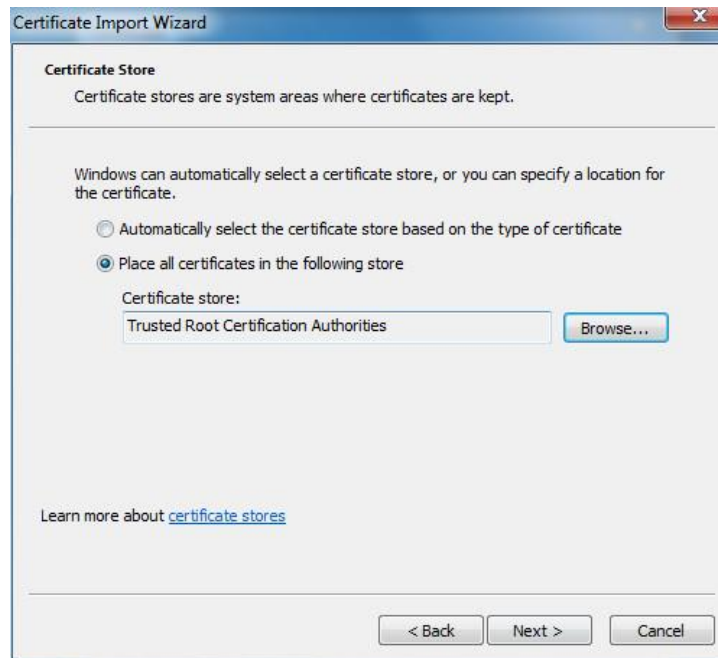 Certificate Import Wizard
Certificate Store
Certificate stores are system areas where certificates are kept.
Windows can automatically select a certificate store, or you can specify a location for
the certificate.
Automatically select the certificate store based on the type of certificate
Place all certificates in the following store
Certificate store:
Trusted Root Certification Authorities
Browse...
Learn more about certificate stores
< Back Next > Cancel